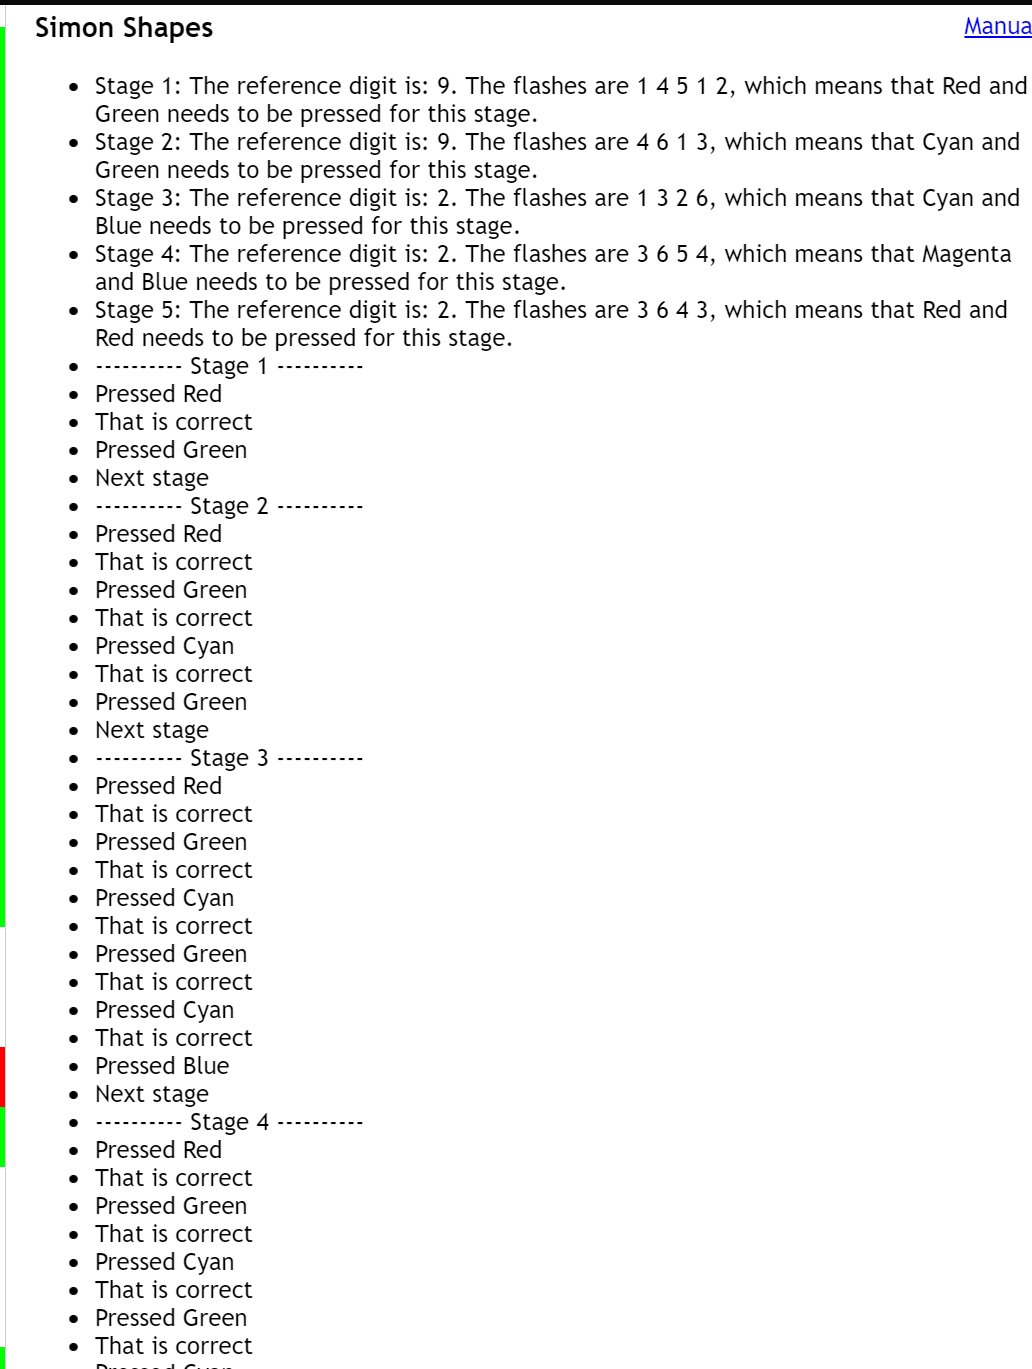 Simon Shapes
Manua
• Stage 1: The reference digit is: 9. The flashes are 1 4 5 1 2, which means that Red and
Green needs to be pressed for this stage.
• Stage 2: The reference digit is: 9. The flashes are 4 6 1 3, which means that Cyan and
Green needs to be pressed for this stage.
• Stage 3: The reference digit is: 2. The flashes are 1 3 2 6, which means that Cyan and
Blue needs to be pressed for this stage.
• Stage 4: The reference digit is: 2. The flashes are 3 6 5 4, which means that Magenta
and Blue needs to be pressed for this stage.
• Stage 5: The reference digit is: 2. The flashes are 3 6 4 3, which means that Red and
Red needs to be pressed for this stage.
• ---------- Stage 1 ----------
• Pressed Red
• That is correct
• Pressed Green
• Next stage
• ---------- Stage 2 ----------
• Pressed Red
• That is correct
• Pressed Green
• That is correct
• Pressed Cyan
• That is correct
• Pressed Green
• Next stage
• ---------- Stage 3 ----------
• Pressed Red
• That is correct
• Pressed Green
• That is correct
• Pressed Cyan
• That is correct
• Pressed Green
• That is correct
• Pressed Cyan
• That is correct
• Pressed Blue
• Next stage
• ---------- Stage 4 ----------
• Pressed Red
• That is correct
• Pressed Green
• That is correct
• Pressed Cyan
• That is correct
• Pressed Green
• That is correct
Pressed Cyan